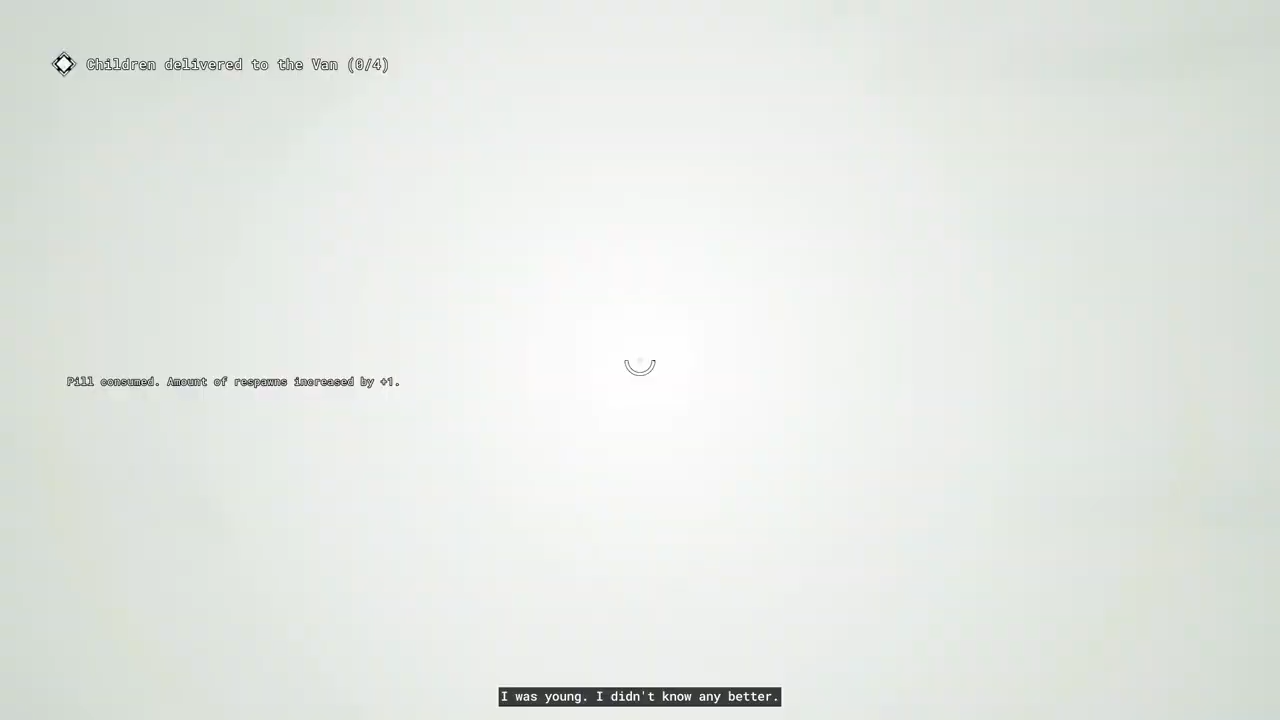 Children delivered to the Van (0/4)
Pill consumed. Amount of respawns increased by +1.
I was young. I didn't know any better.